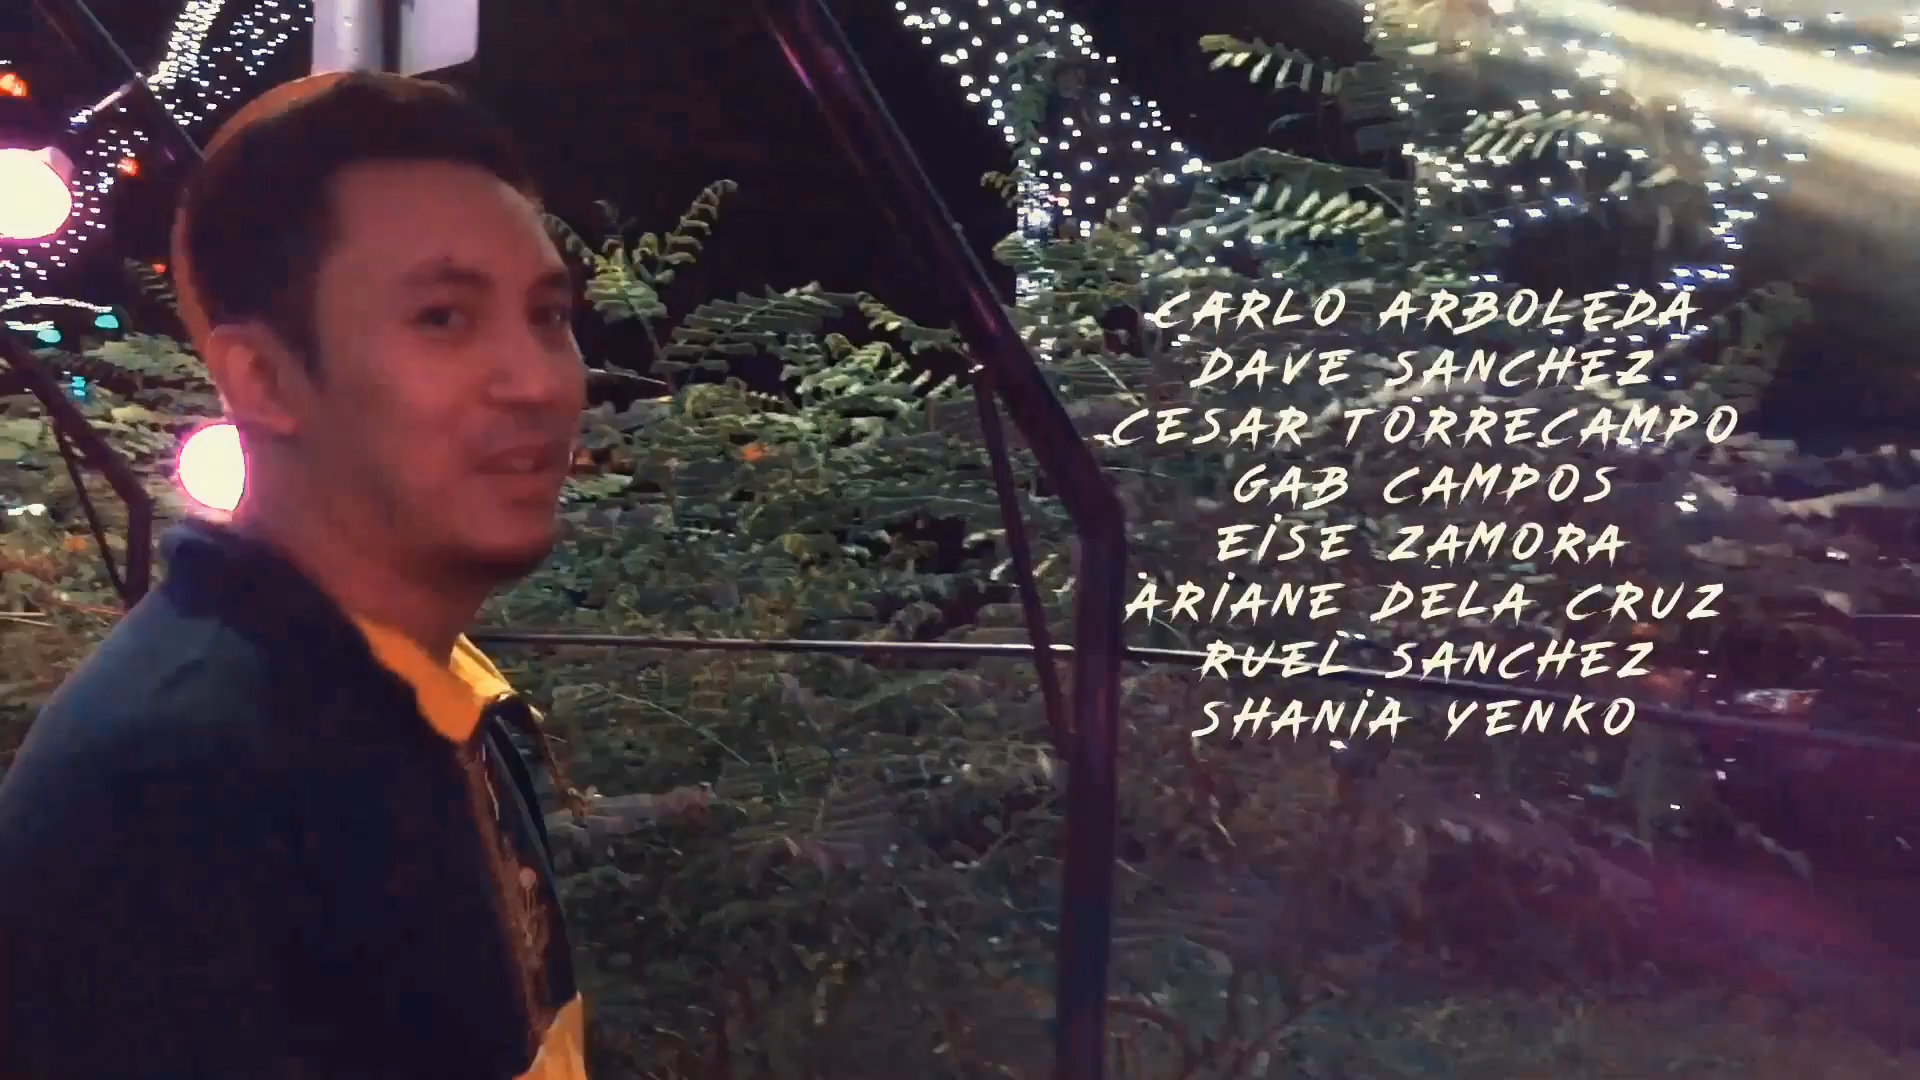 CARLO ARBOLEDA
DAVE SANCHEZ
CESAR TORRECAMPO
GAB CAMPOS
EISE ZAMORA
ARIANE DELA CRUZ
RUEL SANCHEZ
SHANIA YENKO